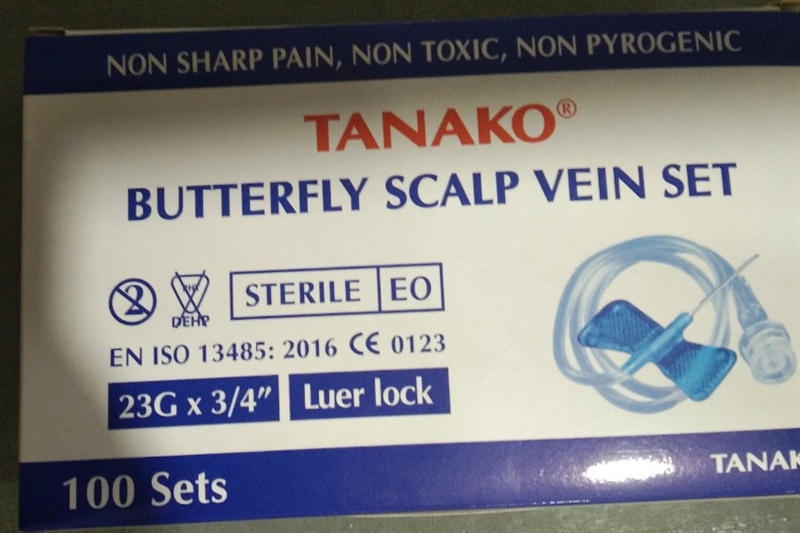 NON SHARP PAIN, NON TOXIC, NON PYROGENIC
TANAKO®
BUTTERFLY SCALP VEIN SET
2
DEHP
STERILE EO
EN ISO 13485: 2016 CE 0123
23G x 3/4″ Luer lock
100 Sets
TANAK